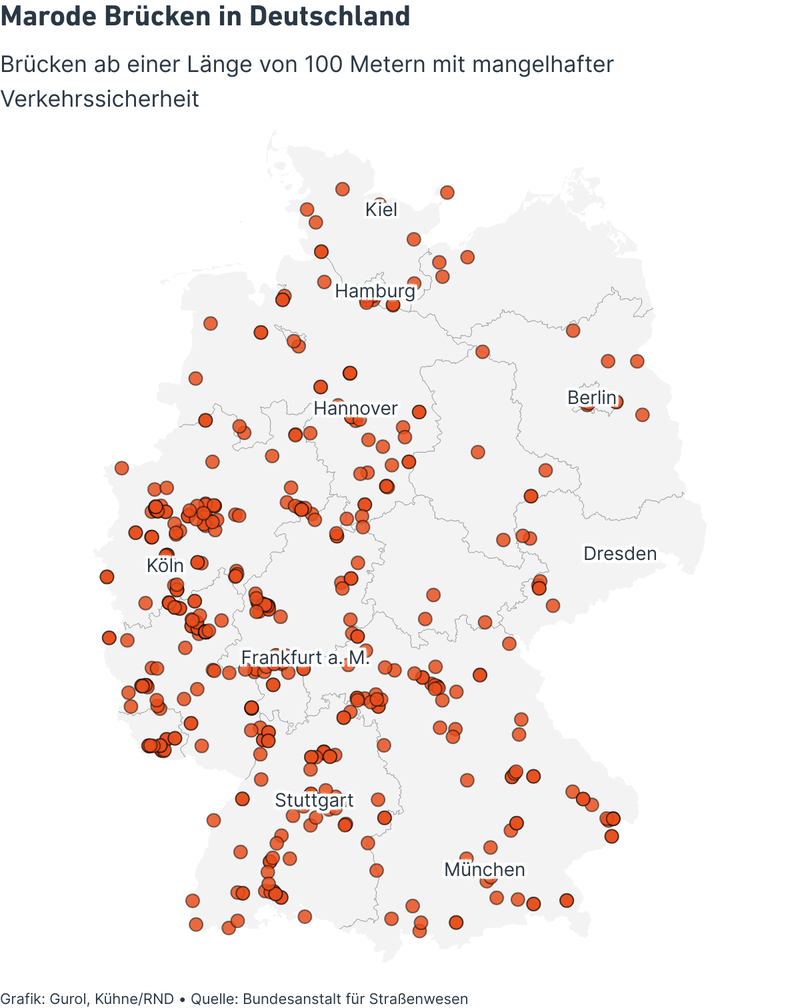 Marode Brücken in Deutschland
Brücken ab einer Länge von 100 Metern mit mangelhafter
Verkehrssicherheit
Kiel
Hamburg
Berlin
Hannover
Dresden
Köln
Frankfurt a. M.
Stuttgart
München
Grafik: Gurol, Kühne/RND • Quelle: Bundesanstalt für Straßenwesen